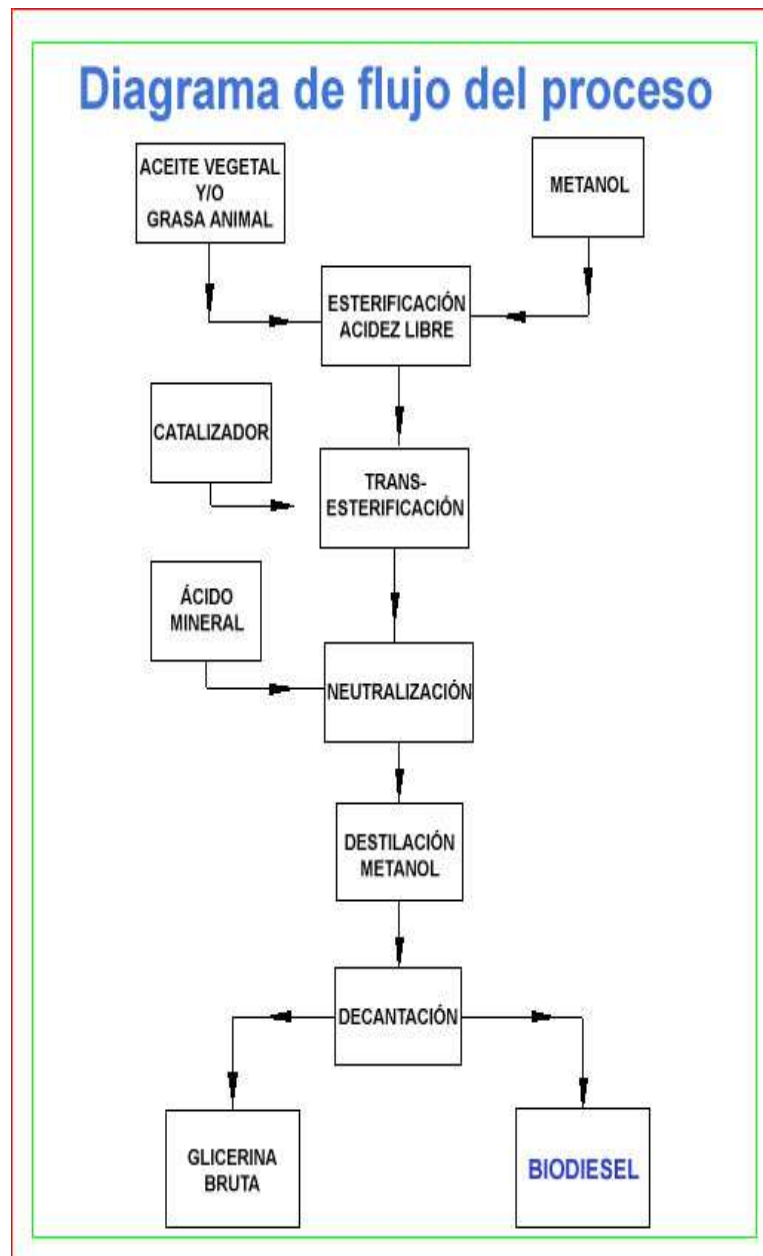 Diagrama de flujo del proceso
ACEITE VEGETAL
Y/O
GRASA ANIMAL
METANOL
ESTERIFICACIÓN
ACIDEZ LIBRE
CATALIZADOR
TRANS-
ESTERIFICACIÓN
ÁCIDO
MINERAL
NEUTRALIZACIÓN
DESTILACIÓN
METANOL
DECANTACIÓN
GLICERINA
BRUTA
BIODIESEL